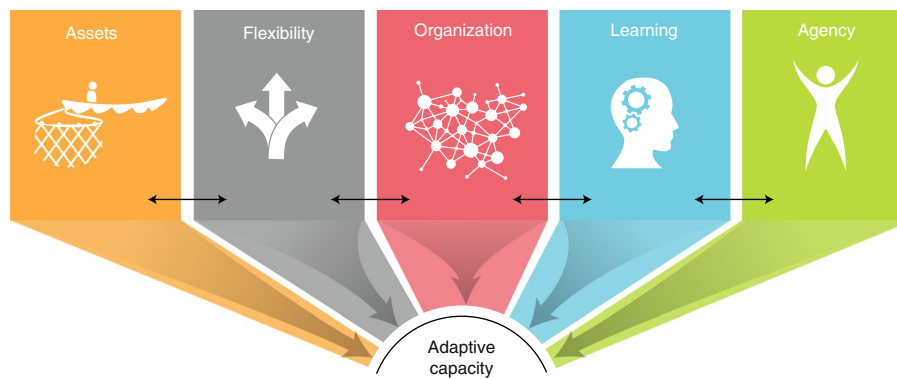 Assets
Flexibility
Organization
Learning
Agency
Adaptive
capacity